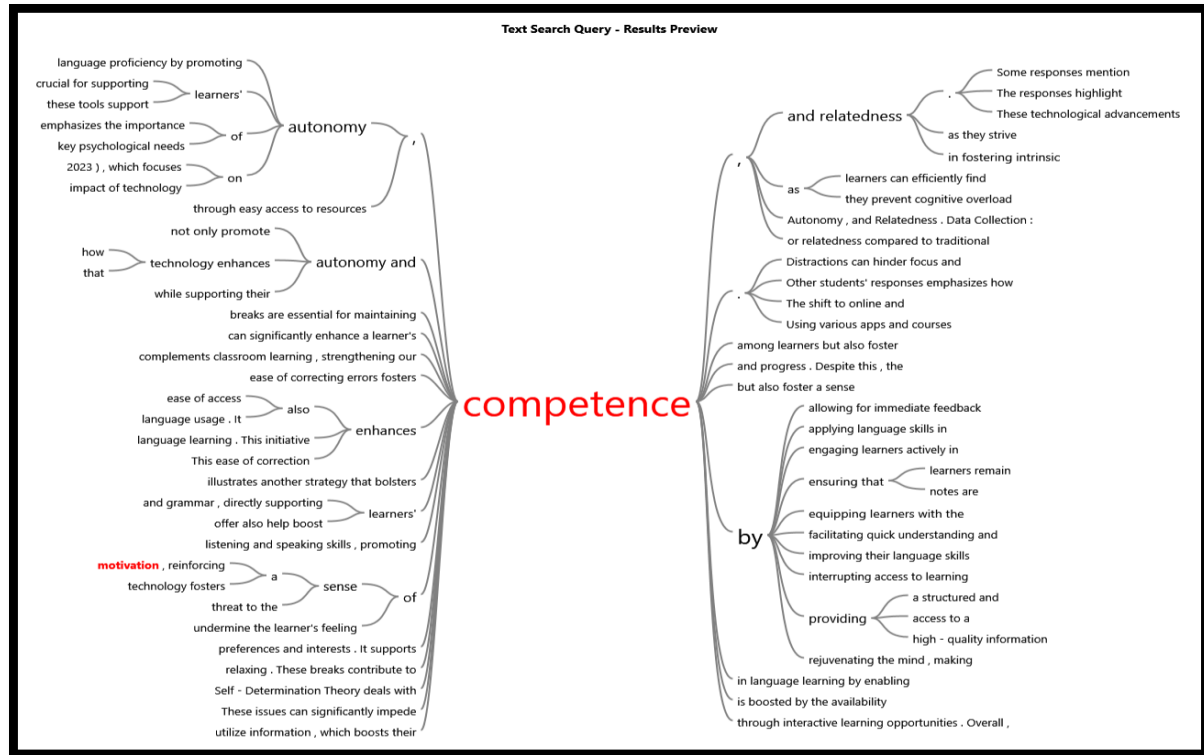 Text Search Query - Results Preview
language proficiency by promoting
crucial for supporting
these tools support
learners'
emphasizes the importance
key psychological needs
of
2023 ) , which focuses
impact of technology
on
autonomy
through easy access to resources
,
not only promote
how
that
technology enhances
while supporting their
autonomy and
breaks are essential for maintaining
can significantly enhance a learner's
complements classroom learning , strengthening our
ease of correcting errors fosters
ease of access
language usage . It
also
language learning . This initiative
This ease of correction
enhances
illustrates another strategy that bolsters
and grammar , directly supporting
offer also help boost
learners'
listening and speaking skills , promoting
motivation , reinforcing
technology fosters
a
threat to the
sense
undermine the learner's feeling
of
preferences and interests . It supports
relaxing . These breaks contribute to
Self - Determination Theory deals with
These issues can significantly impede
utilize information , which boosts their
competence
,
and relatedness
.
Some responses mention
The responses highlight
These technological advancements
as they strive
in fostering intrinsic
as
learners can efficiently find
they prevent cognitive overload
Autonomy , and Relatedness . Data Collection :
or relatedness compared to traditional
.
Distractions can hinder focus and
Other students' responses emphasizes how
The shift to online and
Using various apps and courses
among learners but also foster
and progress . Despite this , the
but also foster a sense
by
allowing for immediate feedback
applying language skills in
engaging learners actively in
ensuring that
learners remain
notes are
equipping learners with the
facilitating quick understanding and
improving their language skills
interrupting access to learning
providing
a structured and
access to a
high - quality information
rejuvenating the mind , making
in language learning by enabling
is boosted by the availability
through interactive learning opportunities . Overall ,